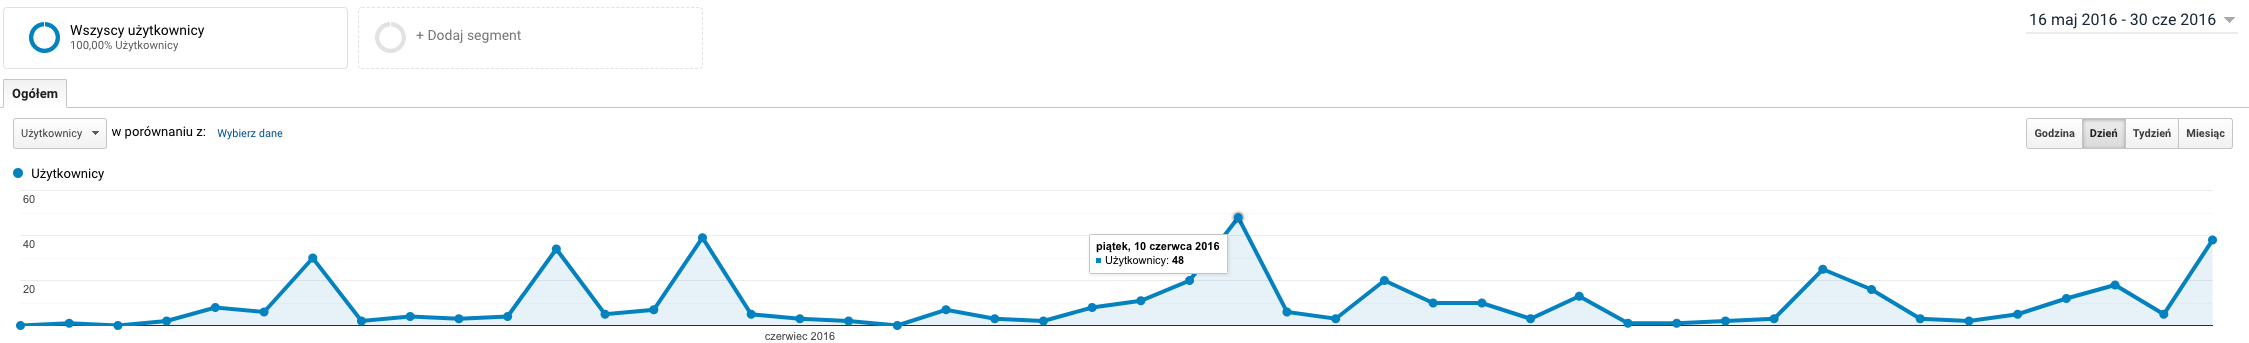 Wszyscy użytkownicy
100,00% Użytkownicy
+ Dodaj segment
16 maj 2016 - 30 cze 2016
Ogółem
Użytkownicy w porównaniu z: Wybierz dane
Godzina Dzień Tydzień Miesiąc
Użytkownicy
60
40
20
piątek, 10 czerwca 2016
Użytkownicy: 48
czerwiec 2016